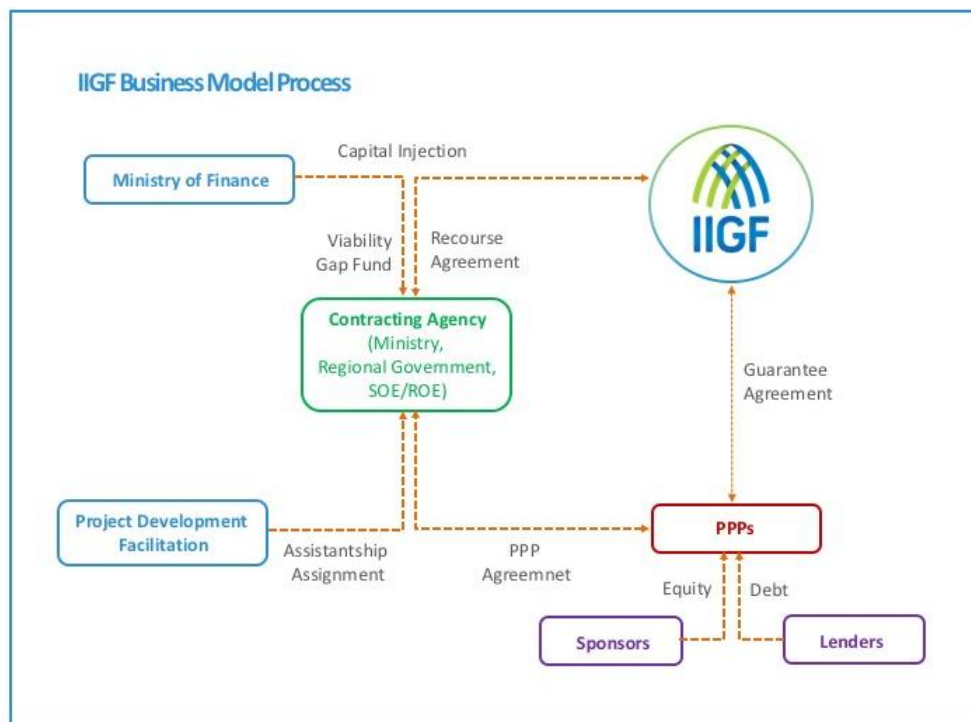 IIGF Business Model Process
Capital Injection
Ministry of Finance
IIGF
Viability
Gap Fund
Recourse
Agreement
Contracting Agency
(Ministry,
Regional Government,
SOE/ROE)
Guarantee
Agreement
Project Development
Facilitation
Assistantship
Assignment
PPP
Agreemnet
PPPs
Equity
Debt
Sponsors
Lenders